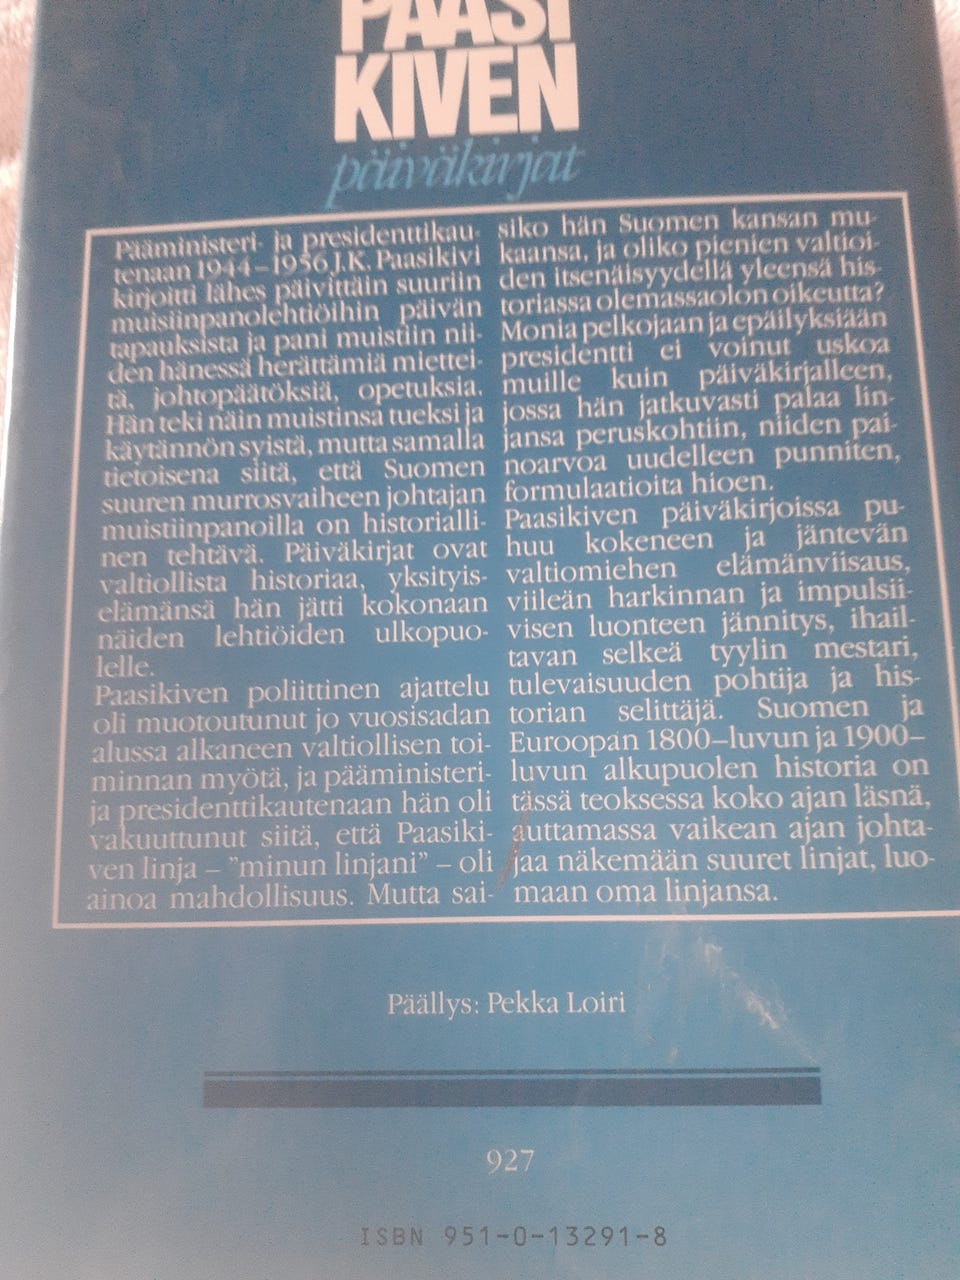 PAASI
KIVEN
päiväkirjat
Pääministeri- ja presidenttikau-
tenaan 1944–1956 J.K. Paasikivi
kirjoitti lähes päivittäin suuriin
muistiinpanolehtiöihin päivän
tapauksista ja pani muistiin nii-
den hänessä herättämiä miettei-
tä, johtopäätöksiä, opetuksia.
Hän teki näin muistinsa tueksi ja
käytännön syistä, mutta samalla
tietoisena siitä, että Suomen
suuren murrosvaiheen johtajan
muistiinpanoilla on historialli-
nen tehtävä. Päiväkirjat ovat
valtiollista historiaa, yksityis-
elämänsä hän jätti kokonaan
näiden lehtiöiden ulkopuo-
lelle.
Paasikiven poliittinen ajattelu
oli muotoutunut jo vuosisadan
alussa alkaneen valtiollisen toi-
minnan myötä, ja pääministeri-
ja presidenttikautenaan hän oli
vakuuttunut siitä, että Paasiki-
ven linja – ”minun linjani” – oli
ainoa mahdollisuus. Mutta sai-
siko hän Suomen kansan mu-
kaansa, ja oliko pienien valtioi-
den itsenäisyydellä yleensä his-
toriassa olemassaolon oikeutta?
Monia pelkojaan ja epäilyksiään
presidentti ei voinut uskoa
muille kuin päiväkirjalleen,
jossa hän jatkuvasti palaa lin-
jansa peruskohtiin, niiden pai-
noarvoa uudelleen punniten,
formulaatioita hioen.
Paasikiven päiväkirjoissa pu-
huu kokeneen ja jäntevän
valtiomiehen elämänviisaus,
viileän harkinnan ja impulsii-
visen luonteen jännitys, ihail-
tavan selkeä tyylin mestari,
tulevaisuuden pohtija ja his-
torian selittäjä. Suomen ja
Euroopan 1800–luvun ja 1900–
luvun alkupuolen historia on
tässä teoksessa koko ajan läsnä,
auttamassa vaikean ajan johta-
jaa näkemään suuret linjat, luo-
maan oma linjansa.
Päällys: Pekka Loiri
927
ISBN 951-0-13291-8